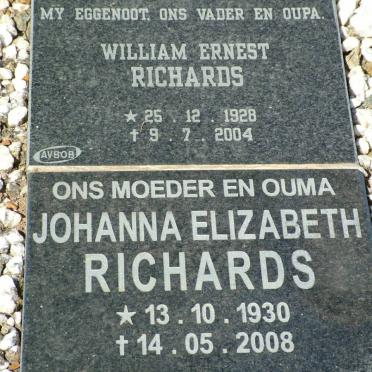 MY EGGENOOT, ONS VADER EN OUPA.
WILLIAM ERNEST
RICHARDS
★ 25 . 12 . 1928
† 9 . 7 . 2004
AVBOB
ONS MOEDER EN OUMA
JOHANNA ELIZABETH
RICHARDS
★ 13 . 10 . 1930
† 14 . 05 . 2008